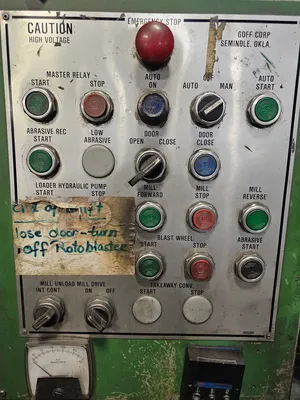 EMERGENCY STOP
CAUTION
HIGH VOLTAGE
GOFF CORP
SEMINOLE, OKLA.
MASTER RELAY
START STOP
AUTO
ON
AUTO MAN
AUTO
START
ABRASIVE REC
START
LOW
ABRASIVE
DOOR
OPEN CLOSE
DOOR
CLOSE
LOADER HYDRAULIC PUMP
STOP
MILL
FORWARD
MILL
STOP
MILL
REVERSE
shift
lose door-turn
off Rotoblaster
BLAST WHEEL
START STOP
ABRASIVE
START
MILL UNLOAD MILL DRIVE
INT CONT ON OFF
TAKEAWAY CONV.
START STOP